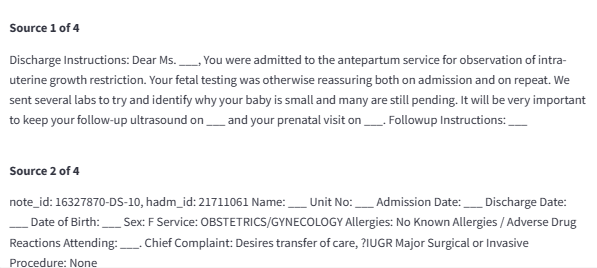 Source 1 of 4
Discharge Instructions: Dear Ms. ___, You were admitted to the antepartum service for observation of intra-
uterine growth restriction. Your fetal testing was otherwise reassuring both on admission and on repeat. We
sent several labs to try and identify why your baby is small and many are still pending. It will be very important
to keep your follow-up ultrasound on ___ and your prenatal visit on ___. Followup Instructions: ___
Source 2 of 4
note_id: 16327870-DS-10, hadm_id: 21711061 Name: ___ Unit No: ___ Admission Date: ___ Discharge Date:
___ Date of Birth: ___ Sex: F Service: OBSTETRICS/GYNECOLOGY Allergies: No Known Allergies / Adverse Drug
Reactions Attending: ___. Chief Complaint: Desires transfer of care, ?IUGR Major Surgical or Invasive
Procedure: None